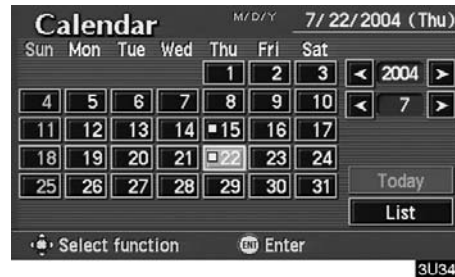 Calendar M/D/Y 7/22/2004 (Thu)
Sun Mon Tue Wed Thu Fri Sat
1 2 3 < 2004 >
4 5 6 7 8 9 10 < 7 >
11 12 13 14 15 16 17
18 19 20 21 22 23 24
25 26 27 28 29 30 31 Today
List
Select function ENT Enter
3U34